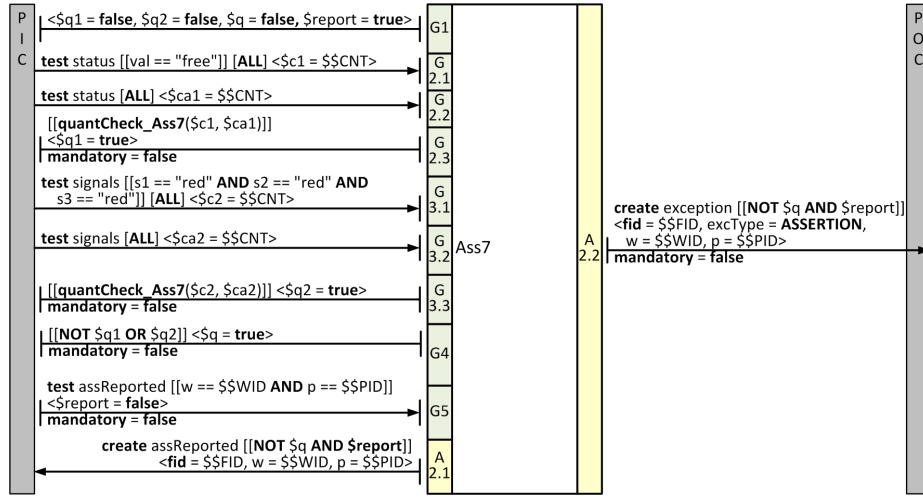 P
I
C
<$q1 = false, $q2 = false, $q = false, $report = true>
G1
test status [[val == "free"]] [ALL] <$c1 = $$CNT>
G
2.1
test status [ALL] <$ca1 = $$CNT>
G
2.2
[[quantCheck_Ass7($c1, $ca1)]]
<$q1 = true>
mandatory = false
G
2.3
test signals [[s1 == "red" AND s2 == "red" AND
s3 == "red"]] [ALL] <$c2 = $$CNT>
G
3.1
test signals [ALL] <$ca2 = $$CNT>
G
3.2
[[quantCheck_Ass7($c2, $ca2)]] <$q2 = true>
mandatory = false
G
3.3
[[NOT $q1 OR $q2]] <$q = true>
mandatory = false
G4
test assReported [[w == $$WID AND p == $$PID]]
<$report = false>
mandatory = false
G5
create assReported [[NOT $q AND $report]]
<fid = $$FID, w = $$WID, p = $$PID>
A
2.1
Ass7
A
2.2
create exception [[NOT $q AND $report]]
<fid = $$FID, excType = ASSERTION,
w = $$WID, p = $$PID>
mandatory = false
P
O
C